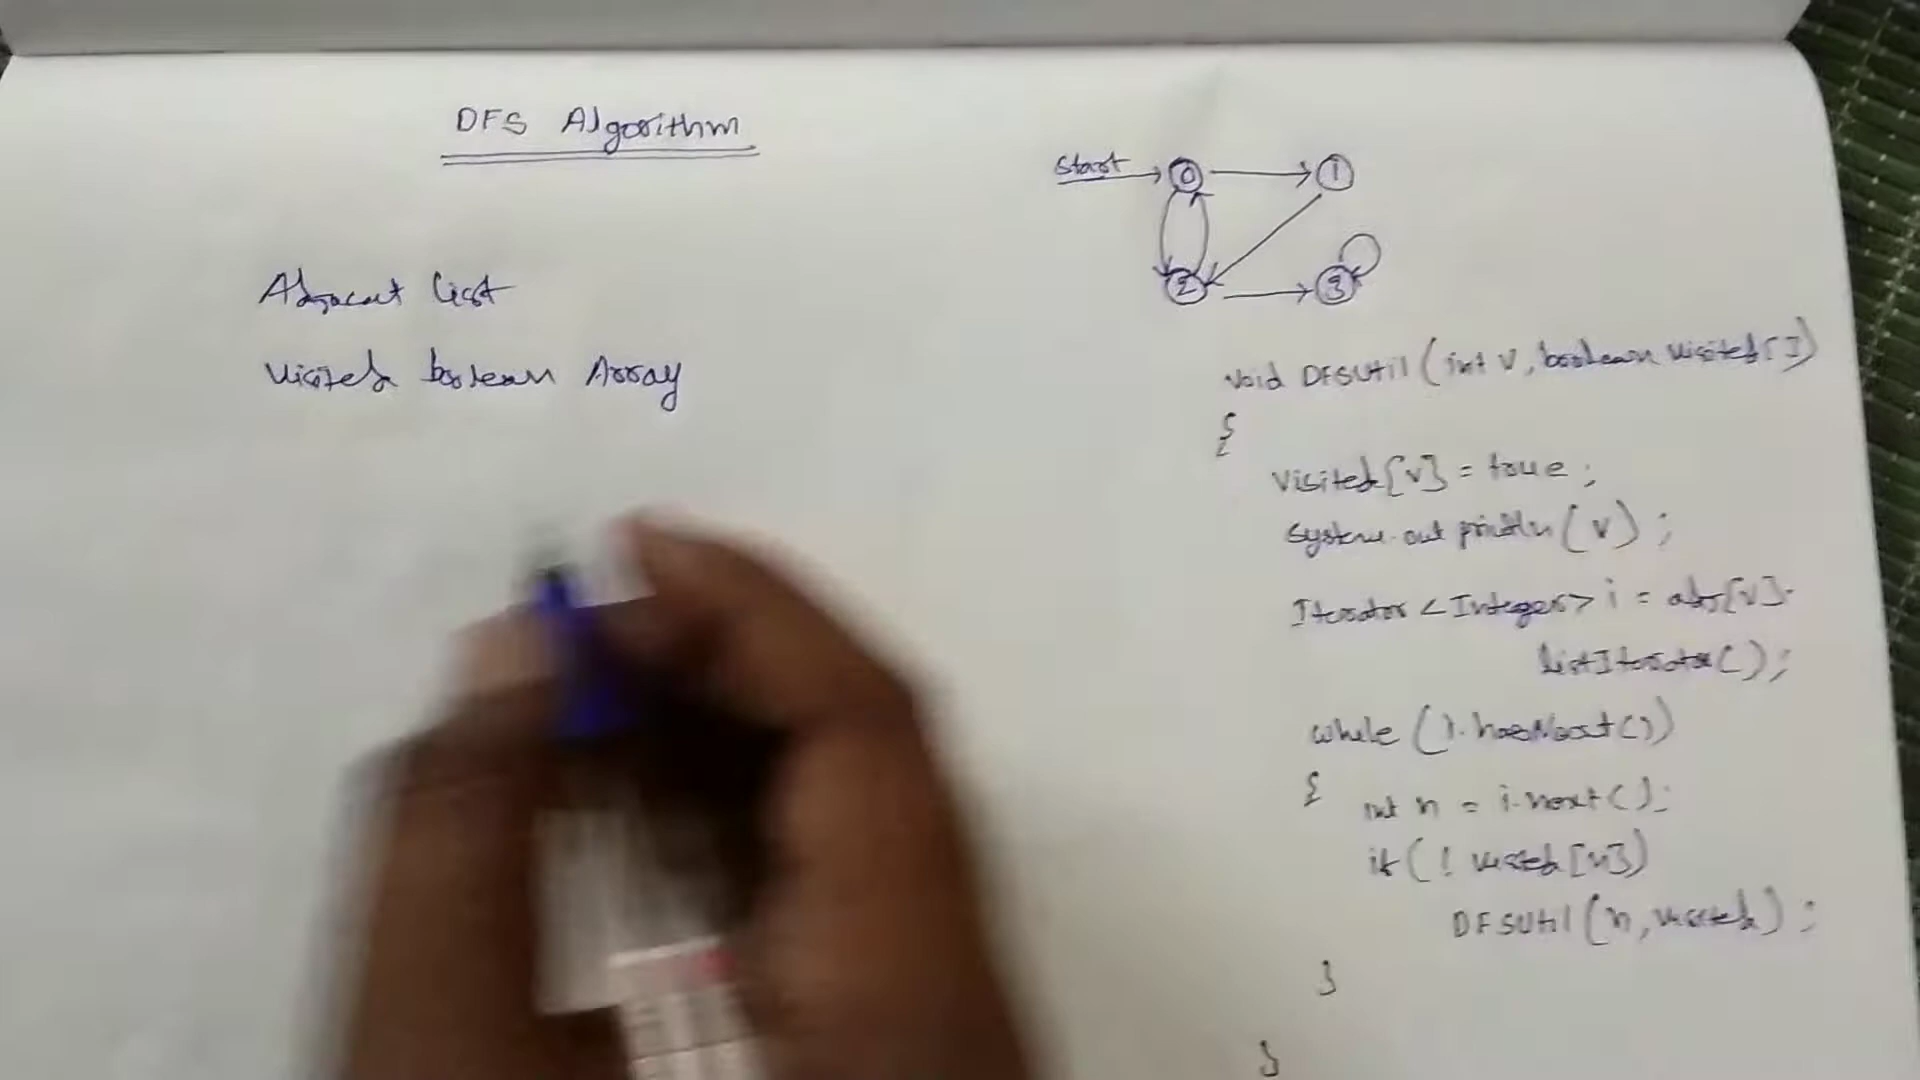 DFS Algorithm
Start
0
1
2
3
Adjacent List
Visited boolean Array
void DFSUtil (int v, boolean visited[])
{
visited[v] = true;
System.out.println(v);
Iterator <Integer> i = adj[v].
listIterator();
while (i.hasNext())
{ int n = i.next();
if (! visited[n])
DFSUtil(n, visited);
}
}